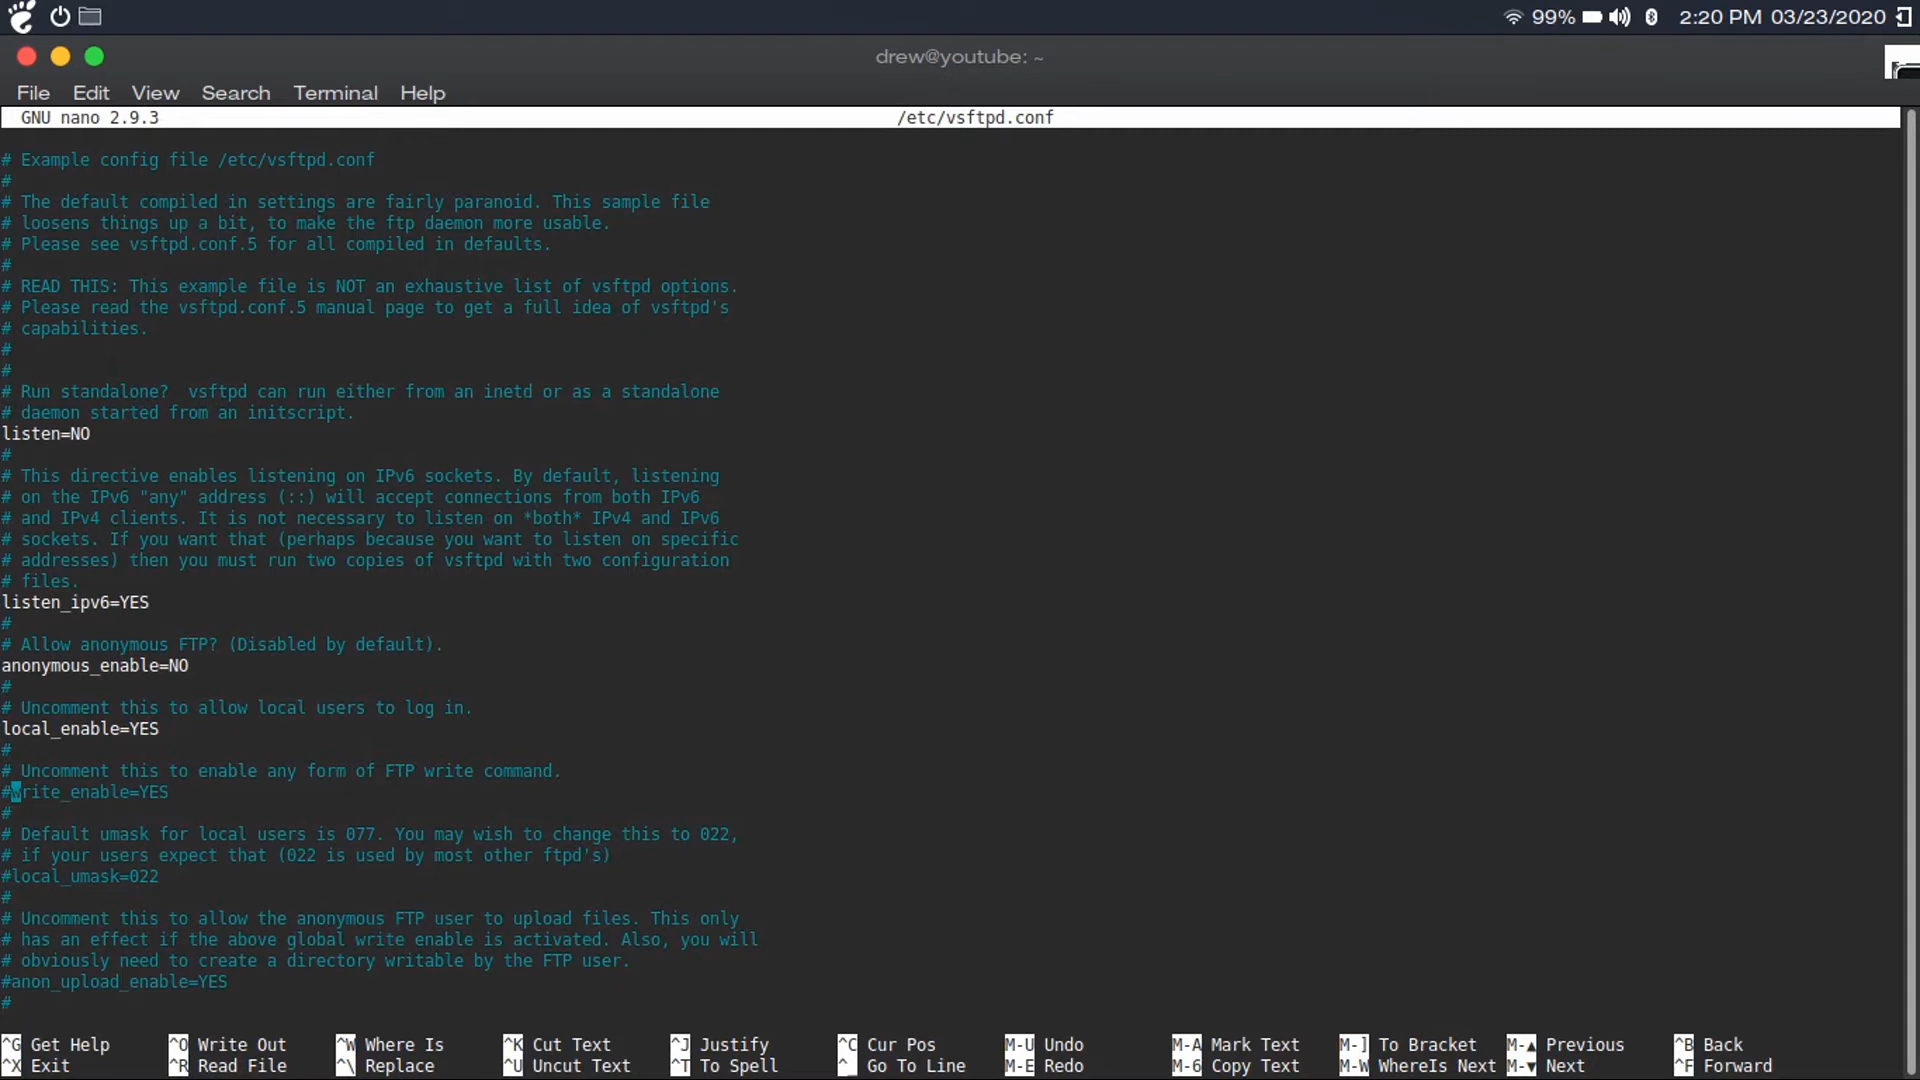 99% 2:20 PM 03/23/2020
drew@youtube: ~
File Edit View Search Terminal Help
GNU nano 2.9.3 /etc/vsftpd.conf
# Example config file /etc/vsftpd.conf
#
# The default compiled in settings are fairly paranoid. This sample file
# loosens things up a bit, to make the ftp daemon more usable.
# Please see vsftpd.conf.5 for all compiled in defaults.
#
# READ THIS: This example file is NOT an exhaustive list of vsftpd options.
# Please read the vsftpd.conf.5 manual page to get a full idea of vsftpd's
# capabilities.
#
#
# Run standalone?  vsftpd can run either from an inetd or as a standalone
# daemon started from an initscript.
listen=NO
#
# This directive enables listening on IPv6 sockets. By default, listening
# on the IPv6 "any" address (::) will accept connections from both IPv6
# and IPv4 clients. It is not necessary to listen on *both* IPv4 and IPv6
# sockets. If you want that (perhaps because you want to listen on specific
# addresses) then you must run two copies of vsftpd with two configuration
# files.
listen_ipv6=YES
#
# Allow anonymous FTP? (Disabled by default).
anonymous_enable=NO
#
# Uncomment this to allow local users to log in.
local_enable=YES
#
# Uncomment this to enable any form of FTP write command.
#write_enable=YES
#
# Default umask for local users is 077. You may wish to change this to 022,
# if your users expect that (022 is used by most other ftpd's)
#local_umask=022
#
# Uncomment this to allow the anonymous FTP user to upload files. This only
# has an effect if the above global write enable is activated. Also, you will
# obviously need to create a directory writable by the FTP user.
#anon_upload_enable=YES
#
^G Get Help ^O Write Out ^W Where Is ^K Cut Text ^J Justify ^C Cur Pos M-U Undo M-A Mark Text M-] To Bracket M-▲ Previous ^B Back
^X Exit ^R Read File ^\ Replace ^U Uncut Text ^T To Spell ^_ Go To Line M-E Redo M-6 Copy Text M-W WhereIs Next M-▼ Next ^F Forward